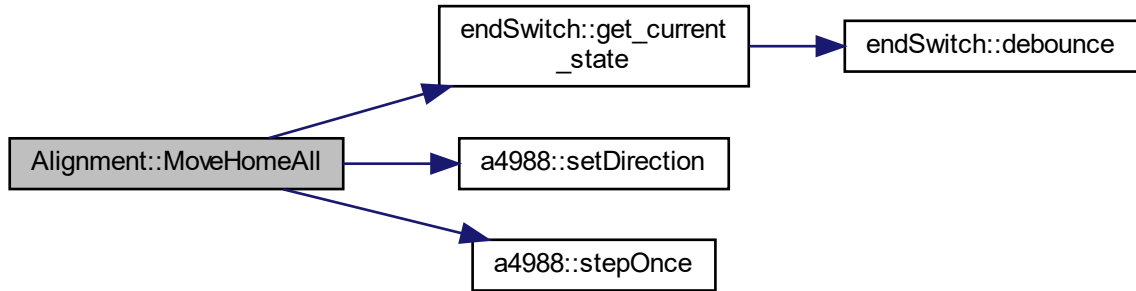 endSwitch::get_current
_state
endSwitch::debounce
Alignment::MoveHomeAll
a4988::setDirection
a4988::stepOnce